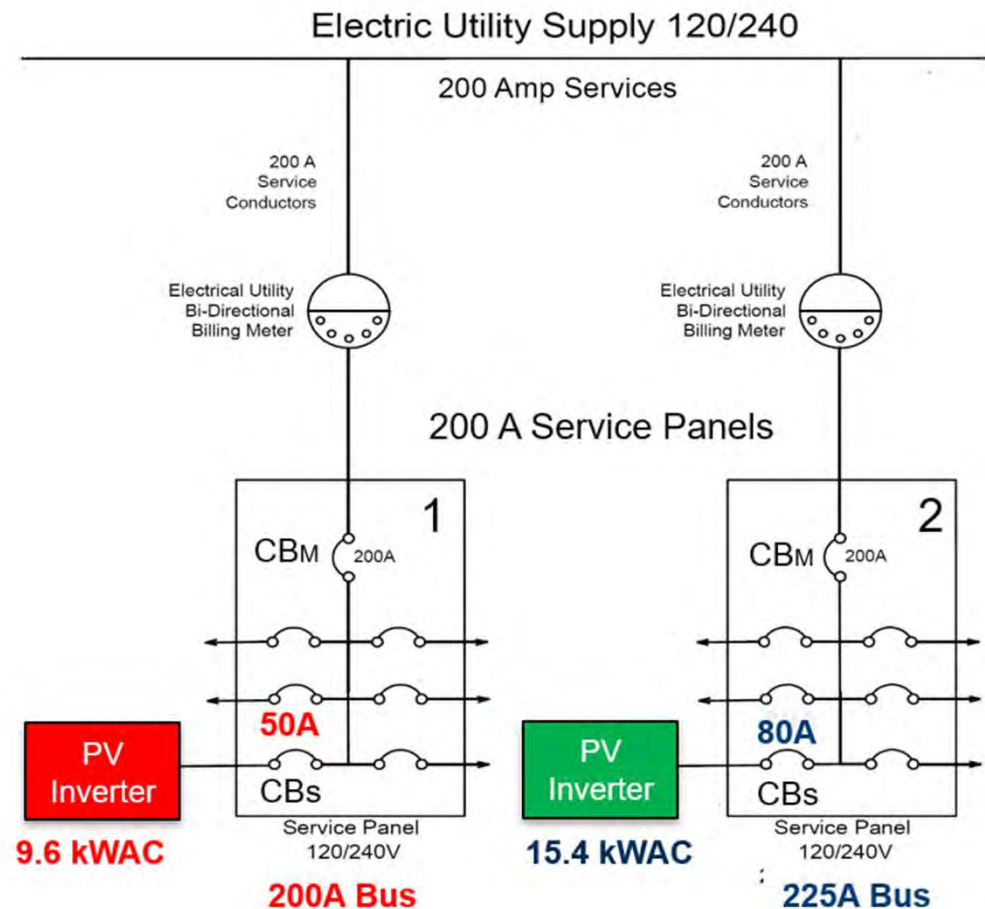 Electric Utility Supply 120/240
200 Amp Services
200 A
Service
Conductors
200 A
Service
Conductors
Electrical Utility
Bi-Directional
Billing Meter
Electrical Utility
Bi-Directional
Billing Meter
200 A Service Panels
1
CBM
200A
2
CBM
200A
50A
PV
Inverter
CBs
9.6 kWAC
Service Panel
120/240V
200A Bus
80A
PV
Inverter
CBs
15.4 kWAC
Service Panel
120/240V
225A Bus